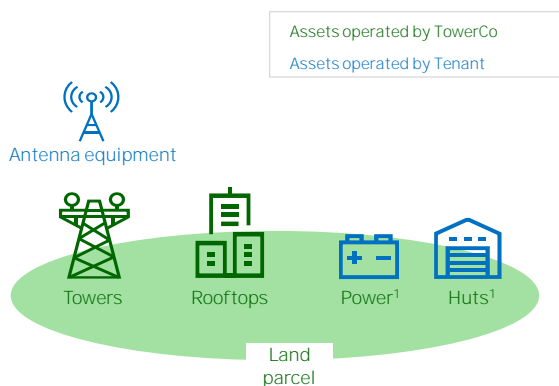 Assets operated by TowerCo
Assets operated by Tenant
Antenna equipment
Towers
Rooftops
Power¹
Huts¹
Land
parcel